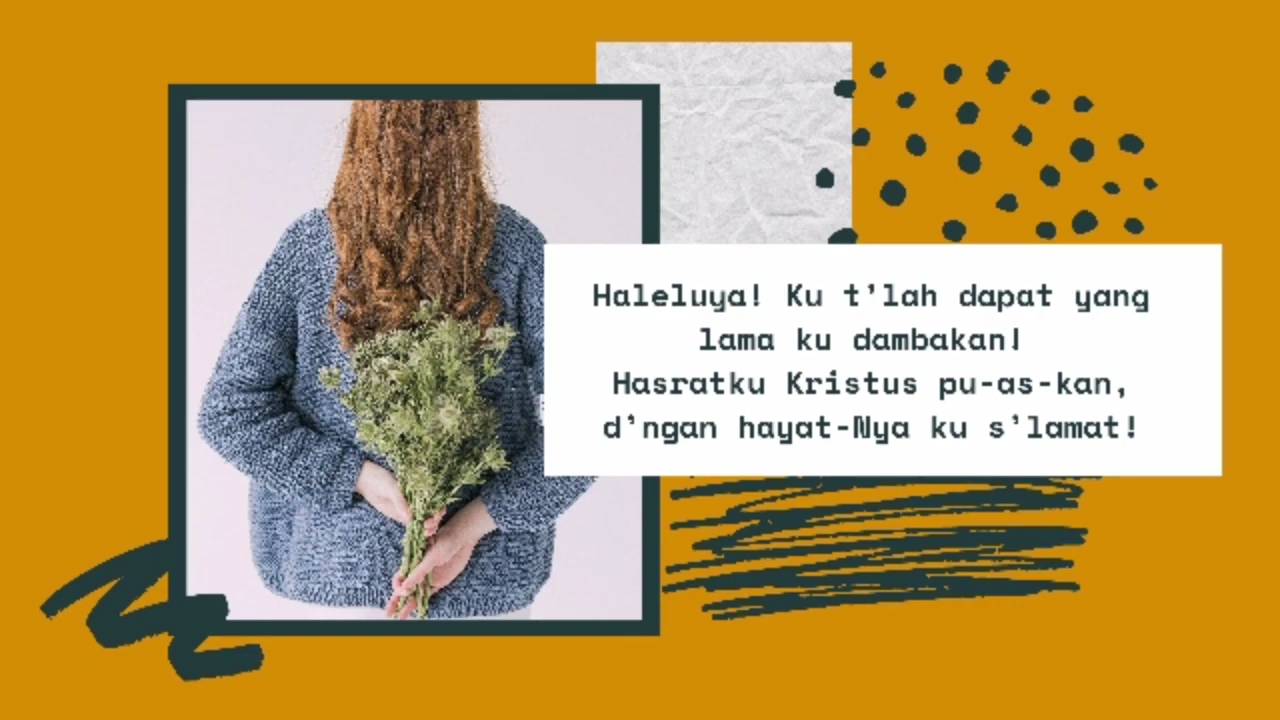 Haleluya! Ku t’lah dapat yang
lama ku dambakan!
Hasratku Kristus pu-as-kan,
d’ngan hayat-Nya ku s’lamat!